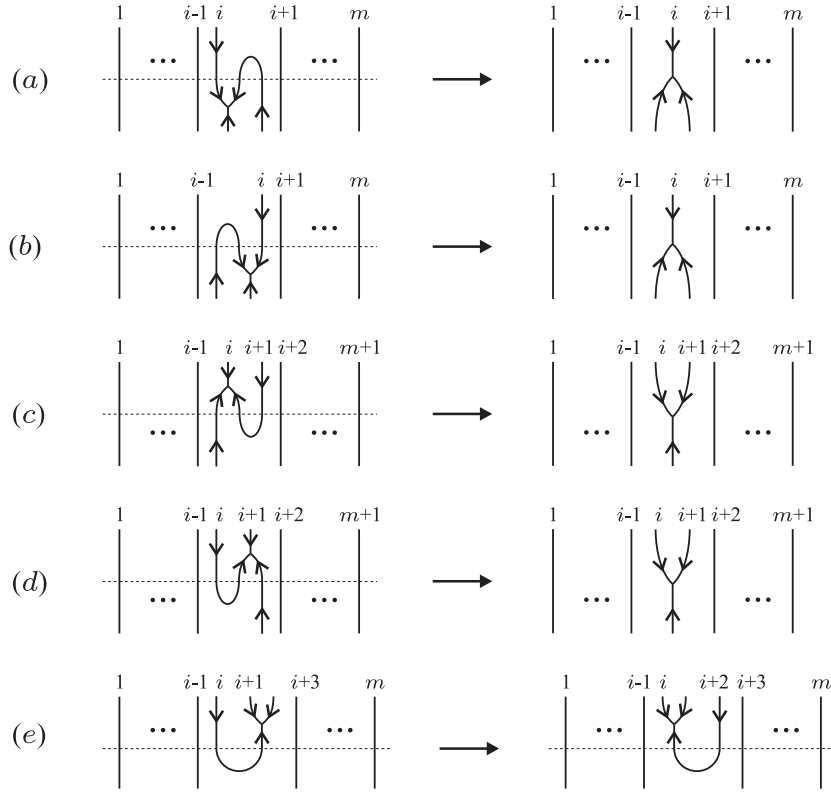 1 i-1 i i+1 m 1 i-1 i i+1 m
(a) ... ... ... ...
1 i-1 i i+1 m 1 i-1 i i+1 m
(b) ... ... ... ...
1 i-1 i i+1 i+2 m+1 1 i-1 i i+1 i+2 m+1
(c) ... ... ... ...
1 i-1 i i+1 i+2 m+1 1 i-1 i i+1 i+2 m+1
(d) ... ... ... ...
1 i-1 i i+1 i+3 m 1 i-1 i i+2 i+3 m
(e) ... ... ... ...